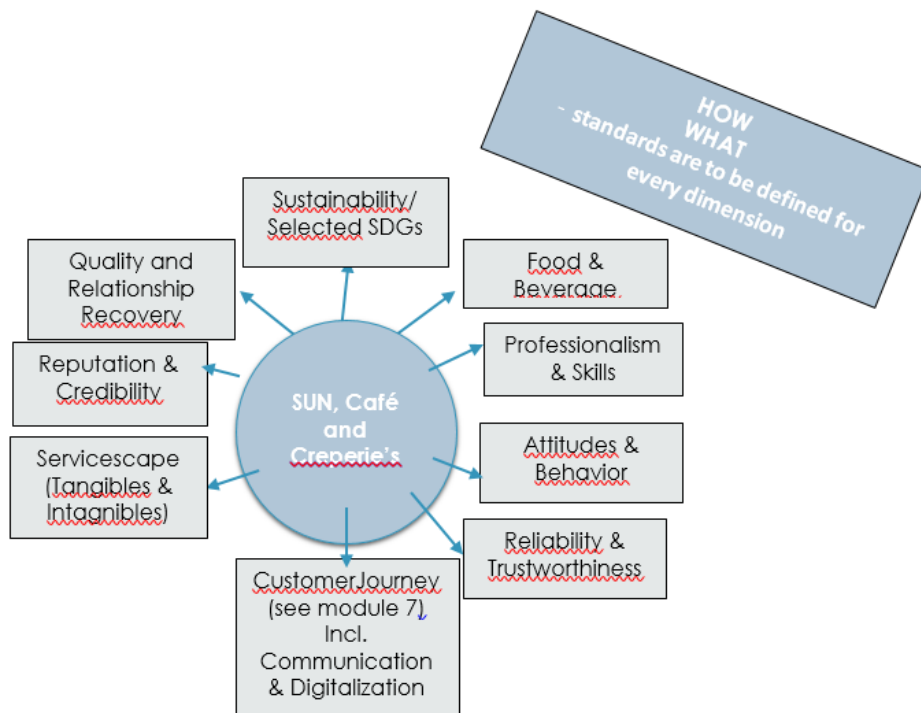 HOW
WHAT
- standards are to be defined for
every dimension
Sustainability/
Selected SDGs
Food &
Beverage.
Professionalism
& Skills
Attitudes &
Behavior
Reliability &
Trustworthiness
CustomerJourney
(see module 7)
Incl.
Communication
& Digitalization
Servicescape
(Tangibles &
Intagnibles)
Reputation &
Credibility
Quality and
Relationship
Recovery
SUN, Café
and
Creperie's